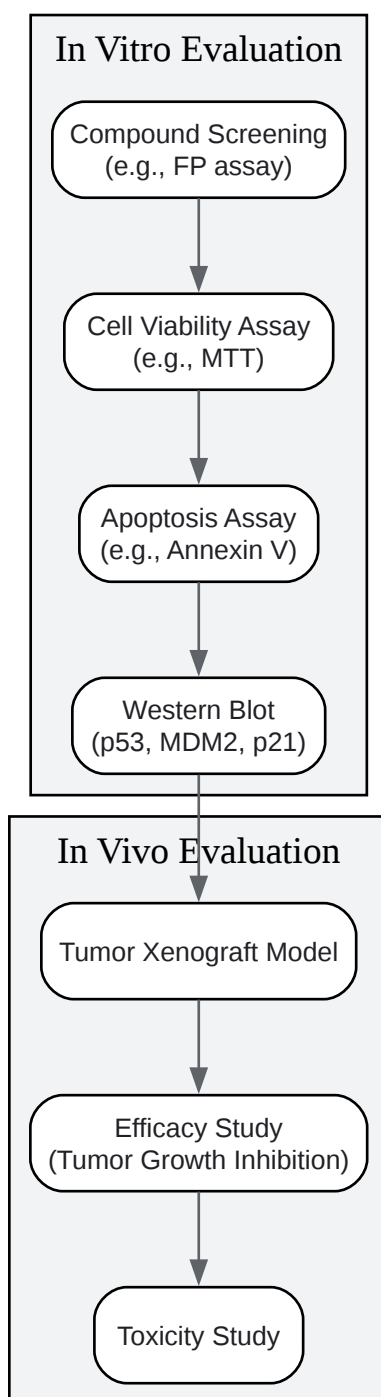 In Vitro Evaluation
Compound Screening
(e.g., FP assay)
Cell Viability Assay
(e.g., MTT)
Apoptosis Assay
(e.g., Annexin V)
Western Blot
(p53, MDM2, p21)
In Vivo Evaluation
Tumor Xenograft Model
Efficacy Study
(Tumor Growth Inhibition)
Toxicity Study